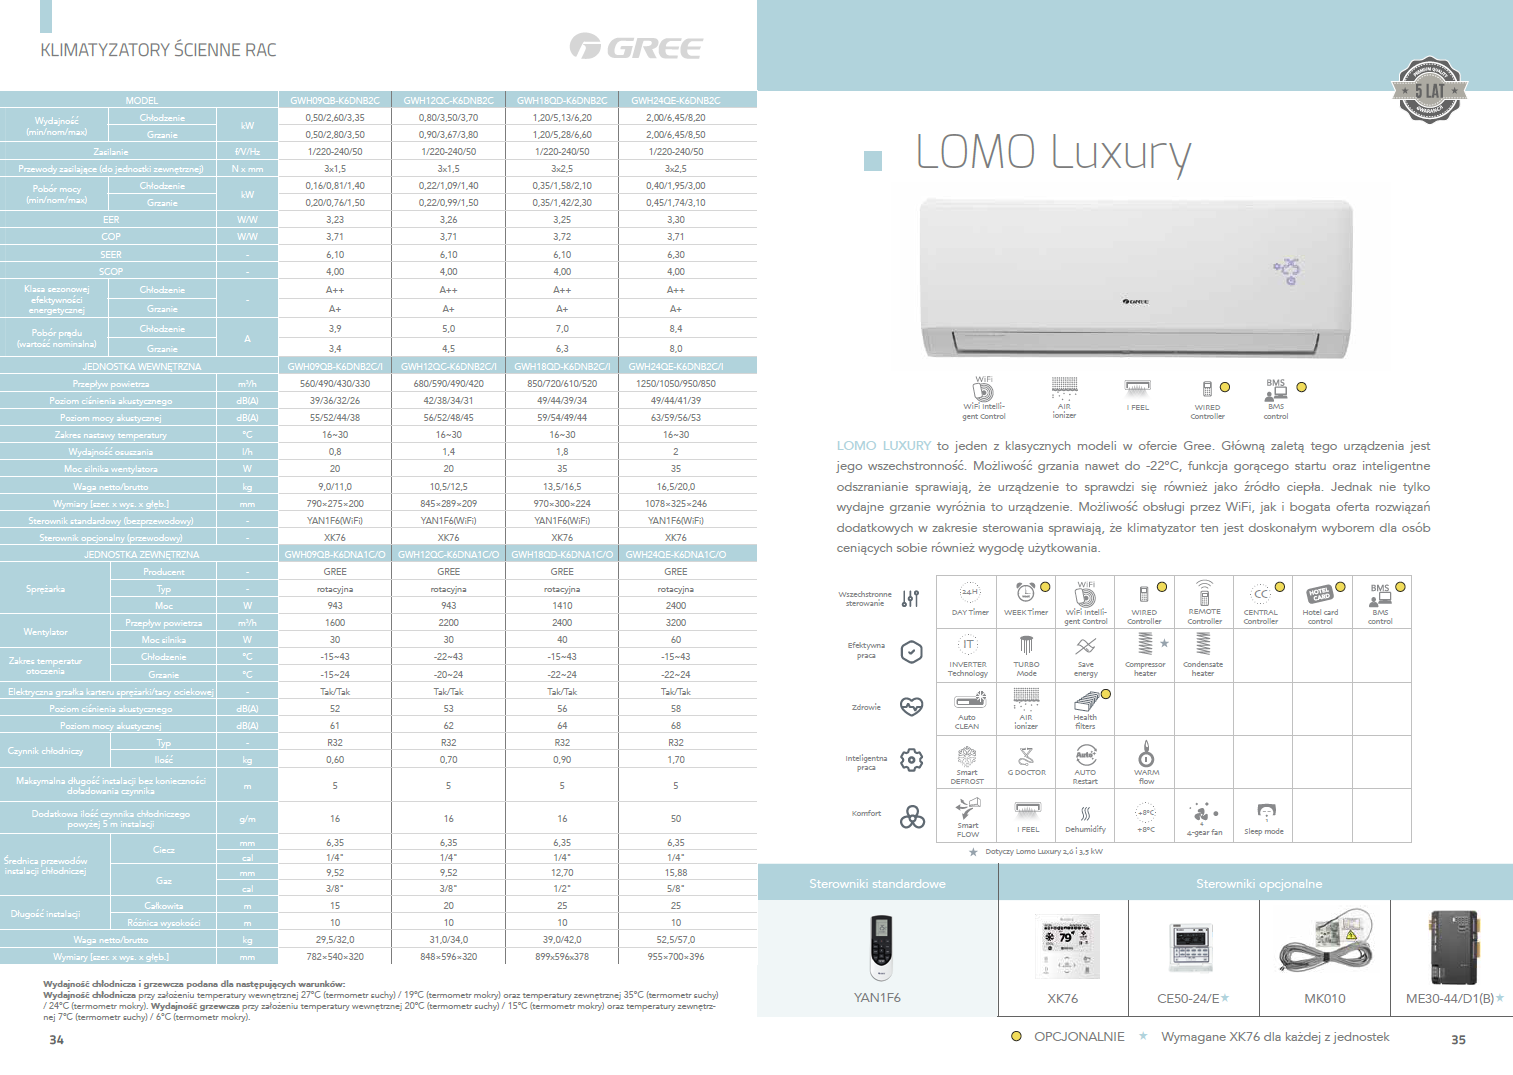 KLIMATYZATORY ŚCIENNE RAC
GREE
MODEL GWH09QB-K6DNB2C GWH12QC-K6DNB2C GWH18QD-K6DNB2C GWH24QE-K6DNB2C
Wydajność (min/nom/max) Chłodzenie kW 0,50/2,60/3,35 0,80/3,50/3,70 1,20/5,13/6,20 2,00/6,45/8,20
Grzanie 0,50/2,80/3,50 0,90/3,67/3,80 1,20/5,28/6,60 2,00/6,45/8,50
Zasilanie f/V/Hz 1/220-240/50 1/220-240/50 1/220-240/50 1/220-240/50
Przewody zasilające (do jednostki zewnętrznej) N x mm 3x1,5 3x1,5 3x2,5 3x2,5
Pobór mocy (min/nom/max) Chłodzenie kW 0,16/0,81/1,40 0,22/1,09/1,40 0,35/1,58/2,10 0,40/1,95/3,00
Grzanie 0,20/0,76/1,50 0,22/0,99/1,50 0,35/1,42/2,30 0,45/1,74/3,10
EER W/W 3,23 3,26 3,25 3,30
COP W/W 3,71 3,71 3,72 3,71
SEER - 6,10 6,10 6,10 6,30
SCOP - 4,00 4,00 4,00 4,00
Klasa sezonowej efektywności energetycznej Chłodzenie - A++ A++ A++ A++
Grzanie A+ A+ A+ A+
Pobór prądu (wartość nominalna) Chłodzenie A 3,9 5,0 7,0 8,4
Grzanie 3,4 4,5 6,3 8,0
JEDNOSTKA WEWNĘTRZNA GWH09QB-K6DNB2C/I GWH12QC-K6DNB2C/I GWH18QD-K6DNB2C/I GWH24QE-K6DNB2C/I
Przepływ powietrza m³/h 560/490/430/330 680/590/490/420 850/720/610/520 1250/1050/950/850
Poziom ciśnienia akustycznego dB(A) 39/36/32/26 42/38/34/31 49/44/39/34 49/44/41/39
Poziom mocy akustycznej dB(A) 55/52/44/38 56/52/48/45 59/54/49/44 63/59/56/53
Zakres nastawy temperatury °C 16~30 16~30 16~30 16~30
Wydajność osuszania l/h 0,8 1,4 1,8 2
Moc silnika wentylatora W 20 20 35 35
Waga netto/brutto kg 9,0/11,0 10,5/12,5 13,5/16,5 16,5/20,0
Wymiary [szer. x wys. x głęb.] mm 790×275×200 845×289×209 970×300×224 1078×325×246
Sterownik standardowy (bezprzewodowy) - YAN1F6(WiFi) YAN1F6(WiFi) YAN1F6(WiFi) YAN1F6(WiFi)
Sterownik opcjonalny (przewodowy) - XK76 XK76 XK76 XK76
JEDNOSTKA ZEWNĘTRZNA GWH09QB-K6DNA1C/O GWH12QC-K6DNA1C/O GWH18QD-K6DNA1C/O GWH24QE-K6DNA1C/O
Sprężarka Producent - GREE GREE GREE GREE
Typ - rotacyjna rotacyjna rotacyjna rotacyjna
Moc W 943 943 1410 2400
Wentylator Przepływ powietrza m³/h 1600 2200 2400 3200
Moc silnika W 30 30 40 60
Zakres temperatur otoczenia Chłodzenie °C -15~43 -22~43 -15~43 -15~43
Grzanie °C -15~24 -20~24 -22~24 -22~24
Elektryczna grzałka karteru sprężarki/tacy ociekowej - Tak/Tak Tak/Tak Tak/Tak Tak/Tak
Poziom ciśnienia akustycznego dB(A) 52 53 56 58
Poziom mocy akustycznej dB(A) 61 62 64 68
Czynnik chłodniczy Typ - R32 R32 R32 R32
Ilość kg 0,60 0,70 0,90 1,70
Maksymalna długość instalacji bez konieczności doładowania czynnika m 5 5 5 5
Dodatkowa ilość czynnika chłodniczego powyżej 5 m instalacji g/m 16 16 16 50
Średnica przewodów instalacji chłodniczej Ciecz mm 6,35 6,35 6,35 6,35
cal 1/4" 1/4" 1/4" 1/4"
Gaz mm 9,52 9,52 12,70 15,88
cal 3/8" 3/8" 1/2" 5/8"
Długość instalacji Całkowita m 15 20 25 25
Różnica wysokości m 10 10 10 10
Waga netto/brutto kg 29,5/32,0 31,0/34,0 39,0/42,0 52,5/57,0
Wymiary [szer. x wys. x głęb.] mm 782×540×320 848×596×320 899x596x378 955×700×396
Wydajność chłodnicza i grzewcza podana dla następujących warunków:
Wydajność chłodnicza przy założeniu temperatury wewnętrznej 27°C (termometr suchy) / 19°C (termometr mokry) oraz temperatury zewnętrznej 35°C (termometr suchy)
/ 24°C (termometr mokry). Wydajność grzewcza przy założeniu temperatury wewnętrznej 20°C (termometr suchy) / 15°C (termometr mokry) oraz temperatury zewnętrz-
nej 7°C (termometr suchy) / 6°C (termometr mokry).
34
PREMIUM QUALITY
5 LAT
GWARANCJI
LOMO Luxury
GREE
WiFi BMS
WiFi Intelli-gent Control AIR ionizer I FEEL WIRED Controller BMS control
LOMO LUXURY to jeden z klasycznych modeli w ofercie Gree. Główną zaletą tego urządzenia jest
jego wszechstronność. Możliwość grzania nawet do -22°C, funkcja gorącego startu oraz inteligentne
odszranianie sprawiają, że urządzenie to sprawdzi się również jako źródło ciepła. Jednak nie tylko
wydajne grzanie wyróżnia to urządzenie. Możliwość obsługi przez WiFi, jak i bogata oferta rozwiązań
dodatkowych w zakresie sterowania sprawiają, że klimatyzator ten jest doskonałym wyborem dla osób
ceniących sobie również wygodę użytkowania.
Wszechstronne sterowanie
24H WiFi CC HOTEL CARD BMS
DAY Timer WEEK Timer WiFi Intelli-gent Control WIRED Controller REMOTE Controller CENTRAL Controller Hotel card control BMS control
Efektywna praca
IT
INVERTER Technology TURBO Mode Save energy Compressor heater Condensate heater
Zdrowie
Auto CLEAN AIR ionizer Health filters
Inteligentna praca
Auto
Smart DEFROST G DOCTOR AUTO Restart WARM flow
Komfort
+8°C
Smart FLOW I FEEL Dehumidify +8°C 4-gear fan Sleep mode
Dotyczy Lomo Luxury 2,6 i 3,5 kW
Sterowniki standardowe Sterowniki opcjonalne
79
YAN1F6 XK76 CE50-24/E★ MK010 ME30-44/D1(B)★
OPCJONALNIE ★ Wymagane XK76 dla każdej z jednostek
35